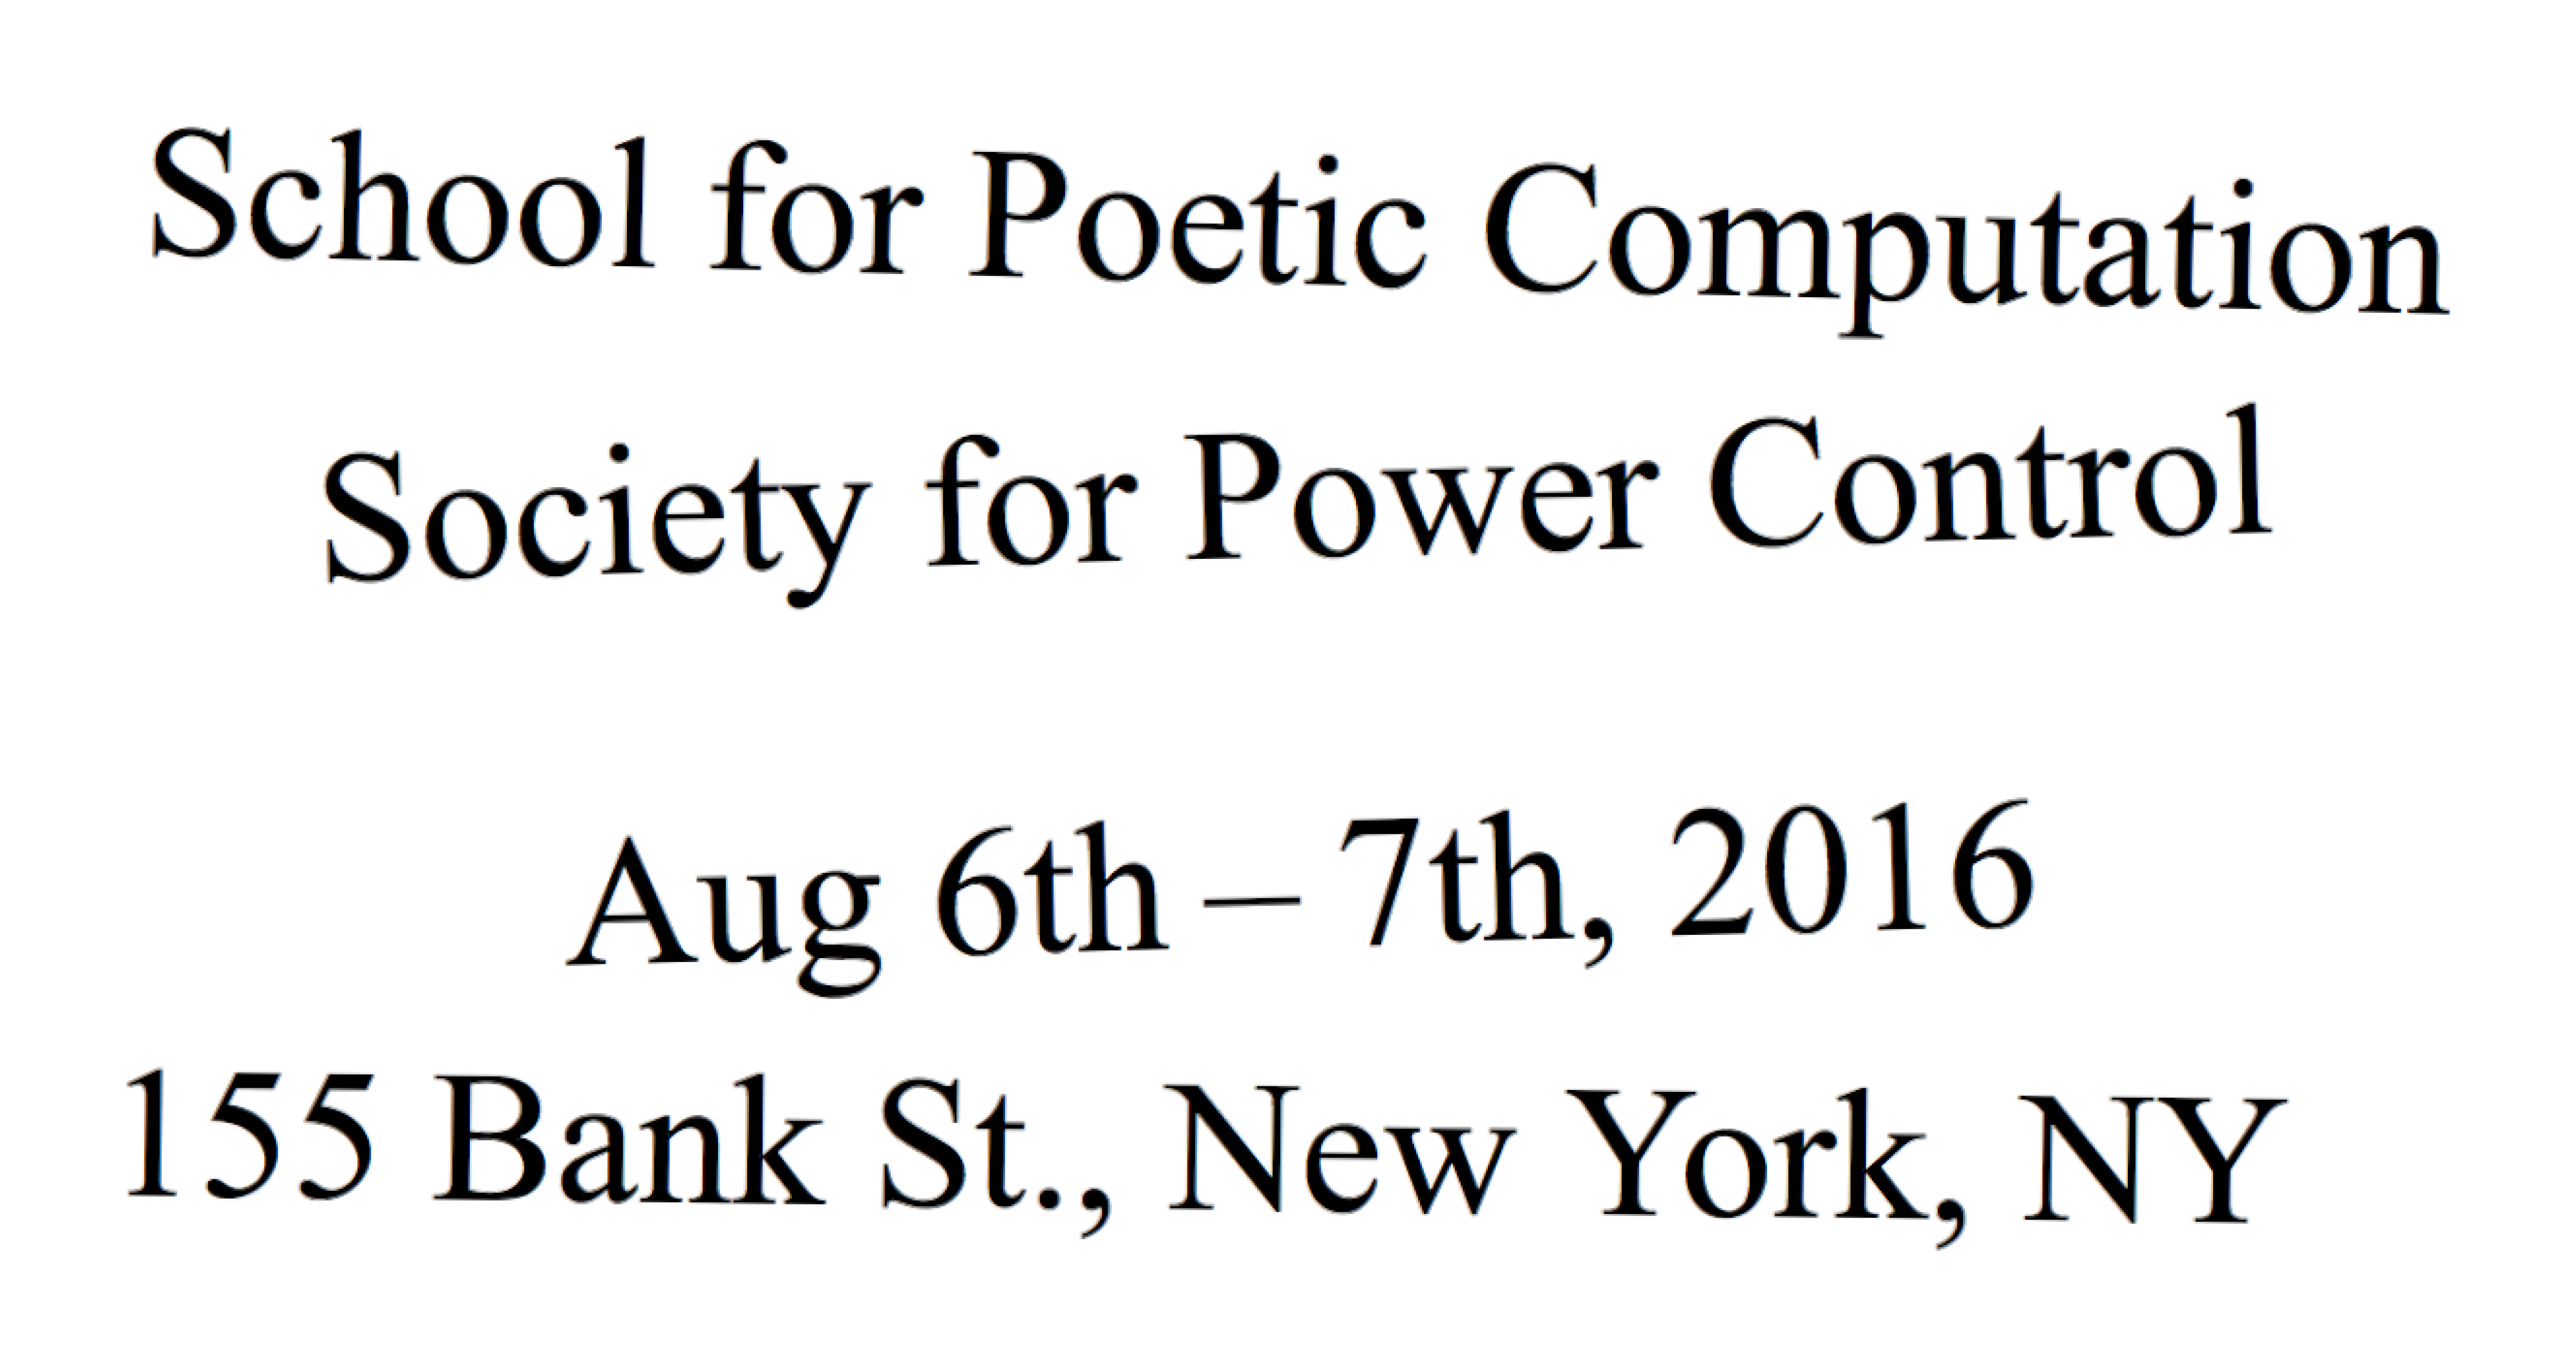 School for Poetic Computation
Society for Power Control
Aug 6th – 7th, 2016
155 Bank St., New York, NY